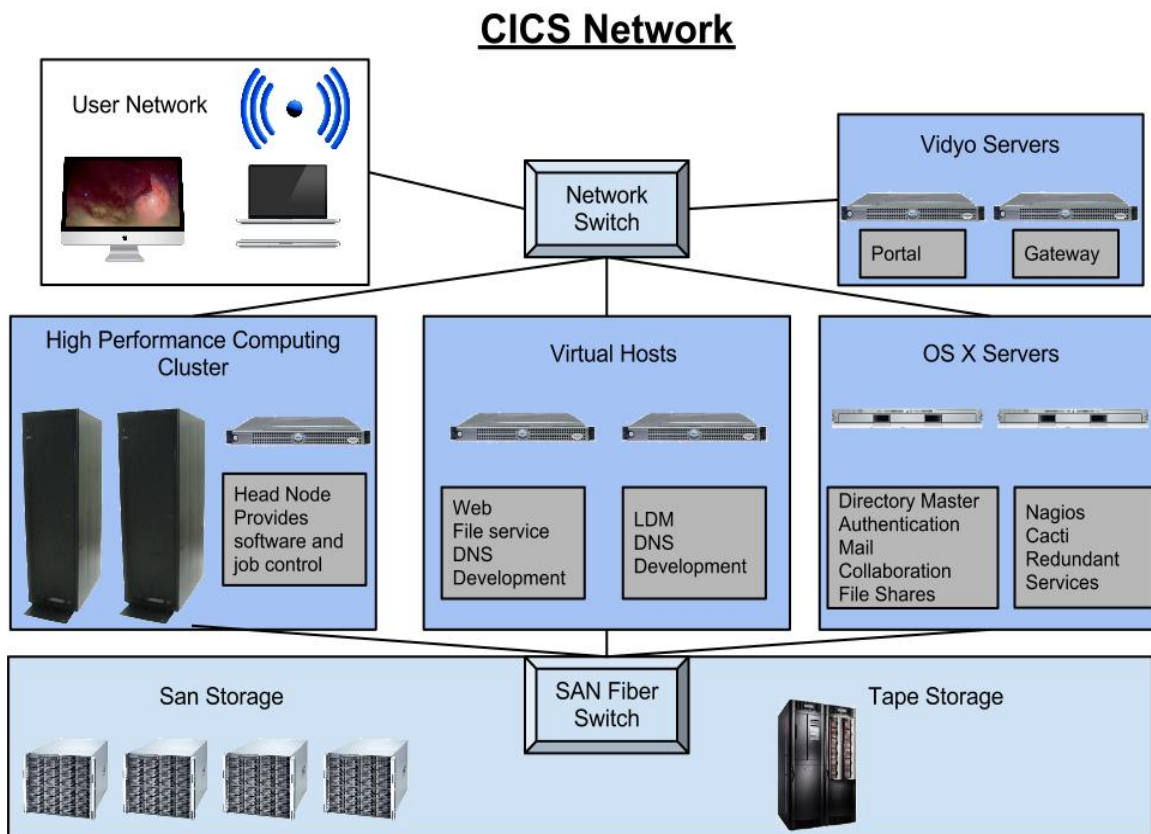 CICS Network
User Network
Network
Switch
Vidyo Servers
Portal
Gateway
High Performance Computing
Cluster
Head Node
Provides
software and
job control
Virtual Hosts
Web
File service
DNS
Development
LDM
DNS
Development
OS X Servers
Directory Master
Authentication
Mail
Collaboration
File Shares
Nagios
Cacti
Redundant
Services
San Storage
SAN Fiber
Switch
Tape Storage